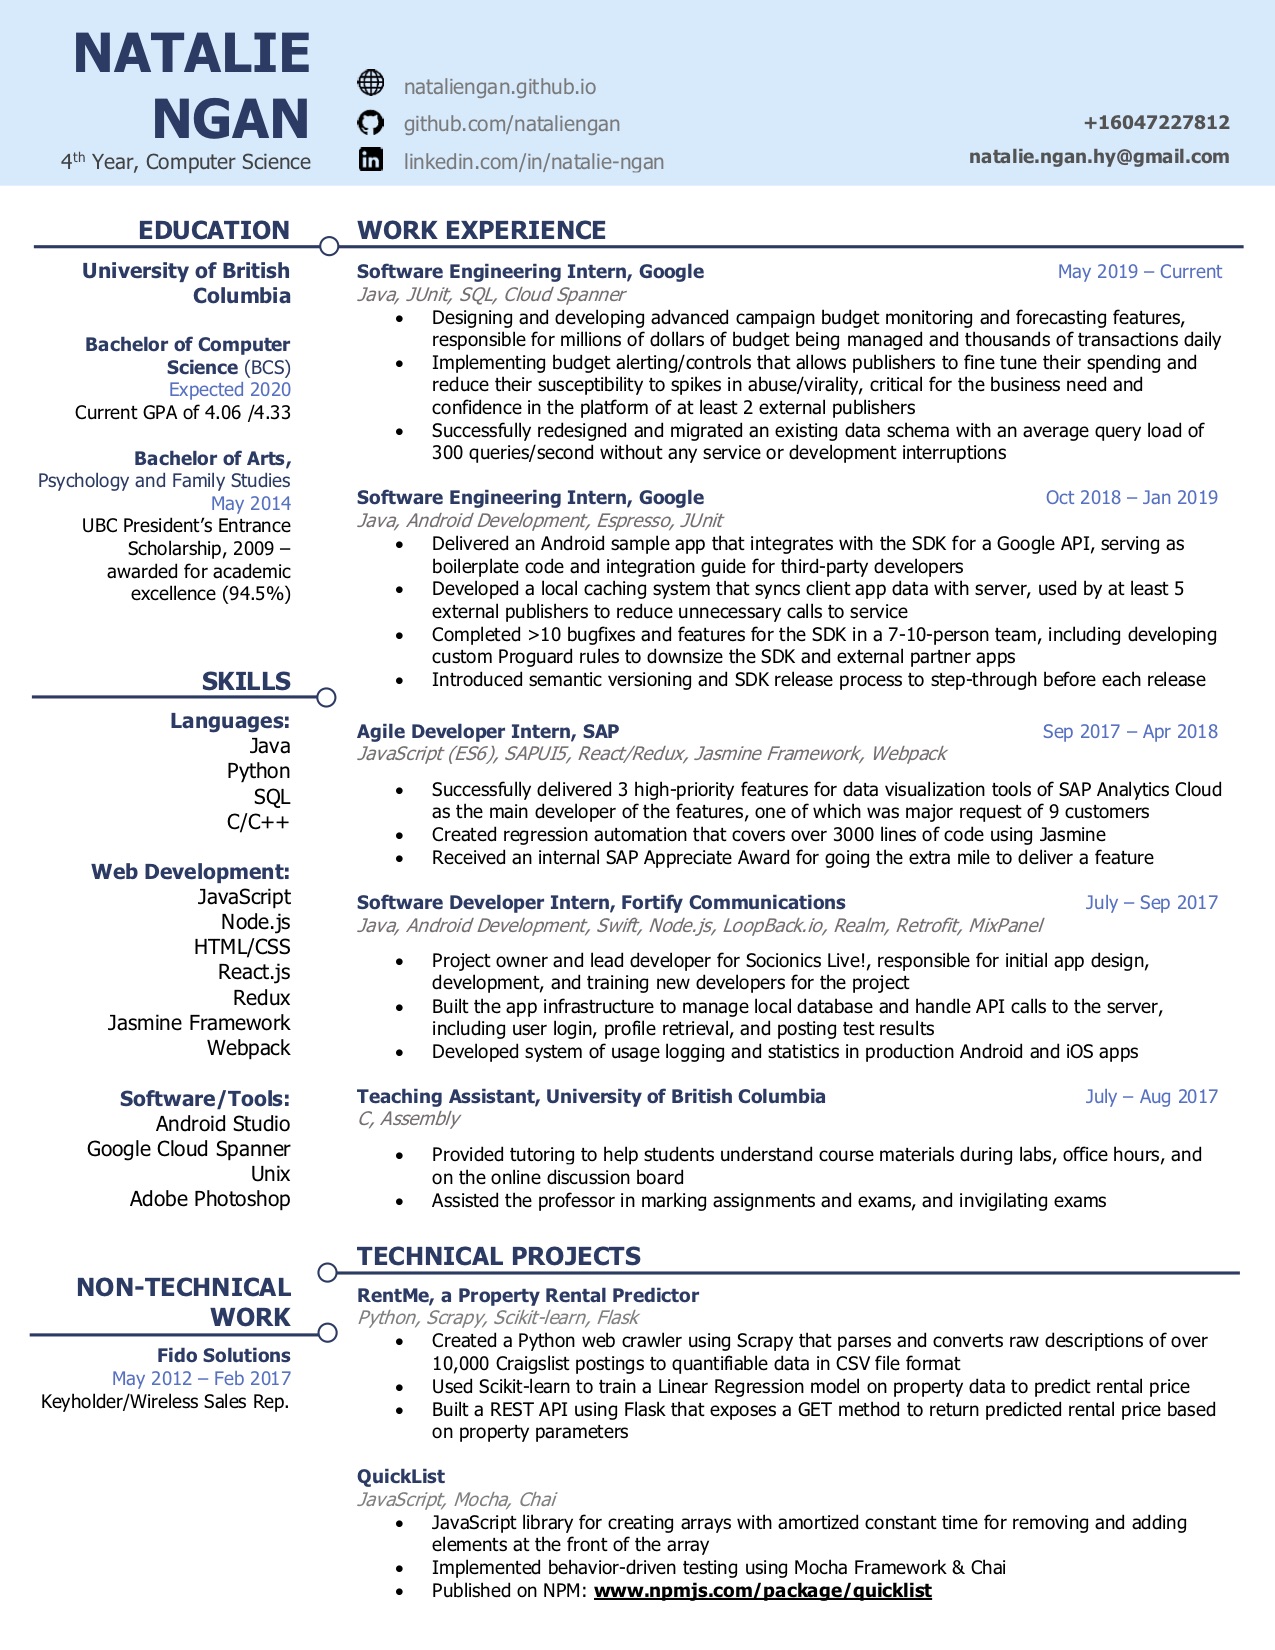 NATALIE
NGAN
4th Year, Computer Science
nataliengan.github.io
github.com/nataliengan
linkedin.com/in/natalie-ngan
+16047227812
natalie.ngan.hy@gmail.com
EDUCATION
University of British
Columbia
Bachelor of Computer
Science (BCS)
Expected 2020
Current GPA of 4.06 /4.33
Bachelor of Arts,
Psychology and Family Studies
May 2014
UBC President’s Entrance
Scholarship, 2009 –
awarded for academic
excellence (94.5%)
SKILLS
Languages:
Java
Python
SQL
C/C++
Web Development:
JavaScript
Node.js
HTML/CSS
React.js
Redux
Jasmine Framework
Webpack
Software/Tools:
Android Studio
Google Cloud Spanner
Unix
Adobe Photoshop
NON-TECHNICAL
WORK
Fido Solutions
May 2012 – Feb 2017
Keyholder/Wireless Sales Rep.
WORK EXPERIENCE
Software Engineering Intern, Google May 2019 – Current
Java, JUnit, SQL, Cloud Spanner
• Designing and developing advanced campaign budget monitoring and forecasting features,
responsible for millions of dollars of budget being managed and thousands of transactions daily
• Implementing budget alerting/controls that allows publishers to fine tune their spending and
reduce their susceptibility to spikes in abuse/virality, critical for the business need and
confidence in the platform of at least 2 external publishers
• Successfully redesigned and migrated an existing data schema with an average query load of
300 queries/second without any service or development interruptions
Software Engineering Intern, Google Oct 2018 – Jan 2019
Java, Android Development, Espresso, JUnit
• Delivered an Android sample app that integrates with the SDK for a Google API, serving as
boilerplate code and integration guide for third-party developers
• Developed a local caching system that syncs client app data with server, used by at least 5
external publishers to reduce unnecessary calls to service
• Completed >10 bugfixes and features for the SDK in a 7-10-person team, including developing
custom Proguard rules to downsize the SDK and external partner apps
• Introduced semantic versioning and SDK release process to step-through before each release
Agile Developer Intern, SAP Sep 2017 – Apr 2018
JavaScript (ES6), SAPUI5, React/Redux, Jasmine Framework, Webpack
• Successfully delivered 3 high-priority features for data visualization tools of SAP Analytics Cloud
as the main developer of the features, one of which was major request of 9 customers
• Created regression automation that covers over 3000 lines of code using Jasmine
• Received an internal SAP Appreciate Award for going the extra mile to deliver a feature
Software Developer Intern, Fortify Communications July – Sep 2017
Java, Android Development, Swift, Node.js, LoopBack.io, Realm, Retrofit, MixPanel
• Project owner and lead developer for Socionics Live!, responsible for initial app design,
development, and training new developers for the project
• Built the app infrastructure to manage local database and handle API calls to the server,
including user login, profile retrieval, and posting test results
• Developed system of usage logging and statistics in production Android and iOS apps
Teaching Assistant, University of British Columbia July – Aug 2017
C, Assembly
• Provided tutoring to help students understand course materials during labs, office hours, and
on the online discussion board
• Assisted the professor in marking assignments and exams, and invigilating exams
TECHNICAL PROJECTS
RentMe, a Property Rental Predictor
Python, Scrapy, Scikit-learn, Flask
• Created a Python web crawler using Scrapy that parses and converts raw descriptions of over
10,000 Craigslist postings to quantifiable data in CSV file format
• Used Scikit-learn to train a Linear Regression model on property data to predict rental price
• Built a REST API using Flask that exposes a GET method to return predicted rental price based
on property parameters
QuickList
JavaScript, Mocha, Chai
• JavaScript library for creating arrays with amortized constant time for removing and adding
elements at the front of the array
• Implemented behavior-driven testing using Mocha Framework & Chai
• Published on NPM: www.npmjs.com/package/quicklist